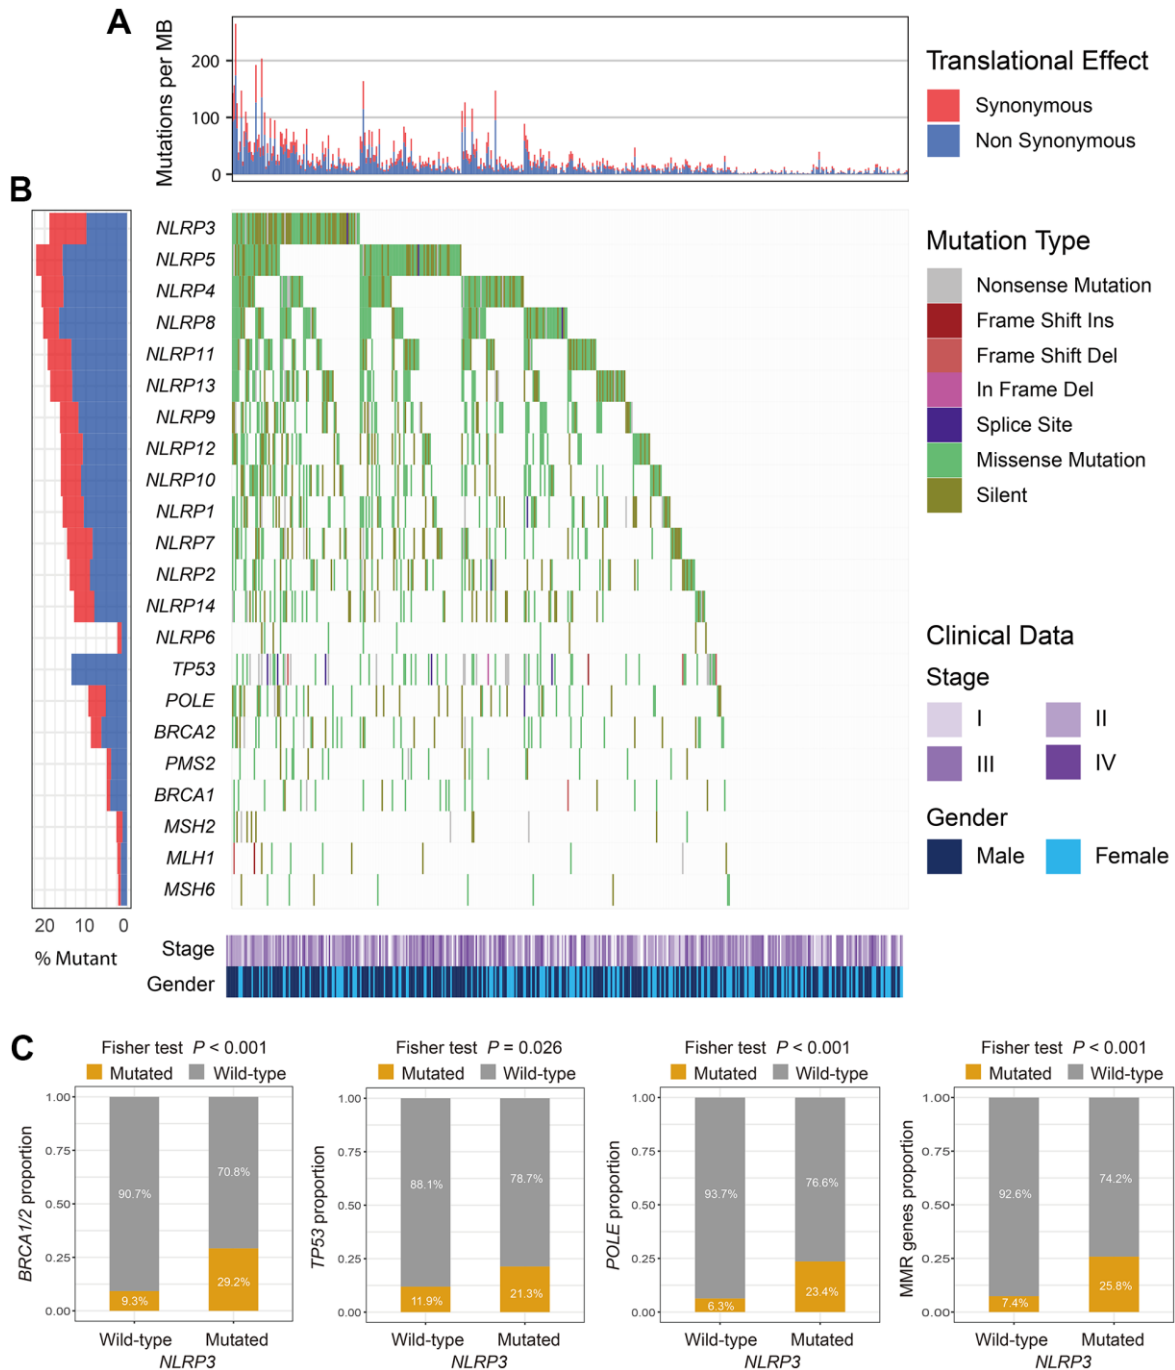 A
Mutations per MB
200
100
0
Translational Effect
Synonymous
Non Synonymous
B
NLRP3
NLRP5
NLRP4
NLRP8
NLRP11
NLRP13
NLRP9
NLRP12
NLRP10
NLRP1
NLRP7
NLRP2
NLRP14
NLRP6
TP53
POLE
BRCA2
PMS2
BRCA1
MSH2
MLH1
MSH6
20 10 0
% Mutant
Stage
Gender
Mutation Type
Nonsense Mutation
Frame Shift Ins
Frame Shift Del
In Frame Del
Splice Site
Missense Mutation
Silent
Clinical Data
Stage
I II
III IV
Gender
Male Female
C
Fisher test P < 0.001
Mutated Wild-type
BRCA1/2 proportion
1.00
0.75
0.50
0.25
0.00
90.7%
9.3%
70.8%
29.2%
Wild-type Mutated
NLRP3
Fisher test P = 0.026
Mutated Wild-type
TP53 proportion
1.00
0.75
0.50
0.25
0.00
88.1%
11.9%
78.7%
21.3%
Wild-type Mutated
NLRP3
Fisher test P < 0.001
Mutated Wild-type
POLE proportion
1.00
0.75
0.50
0.25
0.00
93.7%
6.3%
76.6%
23.4%
Wild-type Mutated
NLRP3
Fisher test P < 0.001
Mutated Wild-type
MMR genes proportion
1.00
0.75
0.50
0.25
0.00
92.6%
7.4%
74.2%
25.8%
Wild-type Mutated
NLRP3